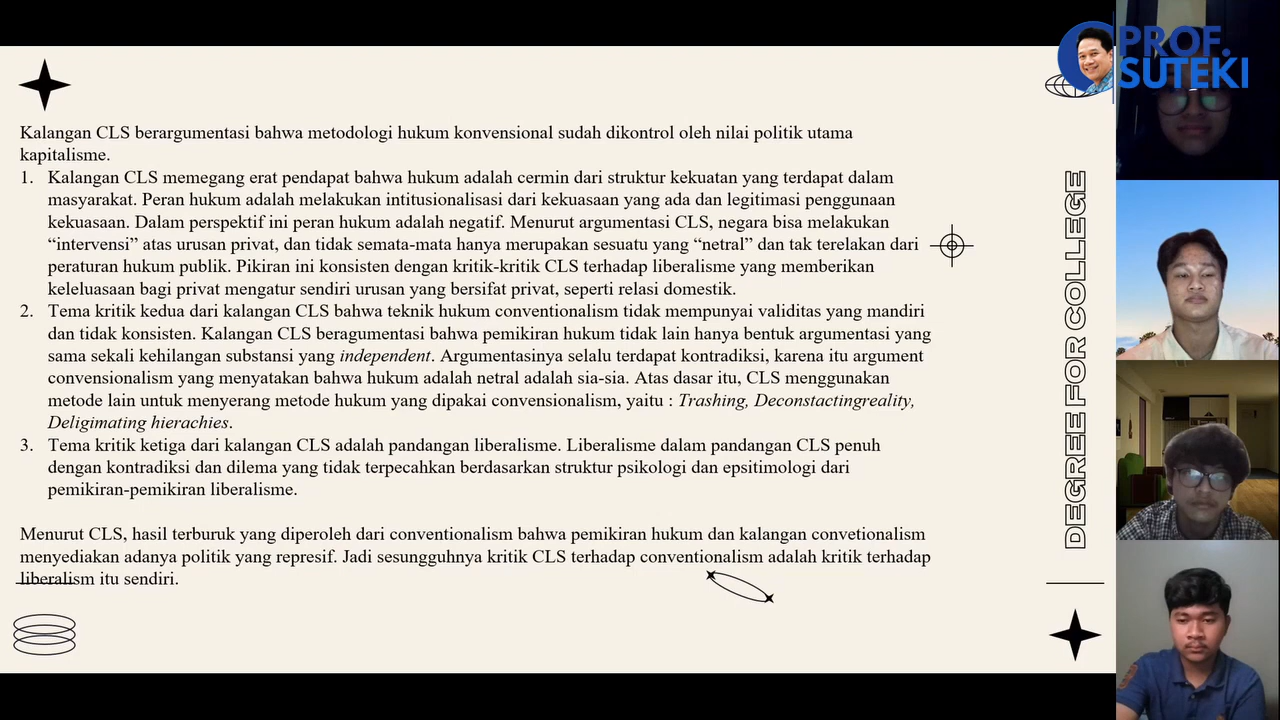 PROF.
SUTEKI
Kalangan CLS berargumentasi bahwa metodologi hukum konvensional sudah dikontrol oleh nilai politik utama
kapitalisme.
1. Kalangan CLS memegang erat pendapat bahwa hukum adalah cermin dari struktur kekuatan yang terdapat dalam
masyarakat. Peran hukum adalah melakukan intitusionalisasi dari kekuasaan yang ada dan legitimasi penggunaan
kekuasaan. Dalam perspektif ini peran hukum adalah negatif. Menurut argumentasi CLS, negara bisa melakukan
“intervensi” atas urusan privat, dan tidak semata-mata hanya merupakan sesuatu yang “netral” dan tak terelakan dari
peraturan hukum publik. Pikiran ini konsisten dengan kritik-kritik CLS terhadap liberalisme yang memberikan
keleluasaan bagi privat mengatur sendiri urusan yang bersifat privat, seperti relasi domestik.
2. Tema kritik kedua dari kalangan CLS bahwa teknik hukum conventionalism tidak mempunyai validitas yang mandiri
dan tidak konsisten. Kalangan CLS beragumentasi bahwa pemikiran hukum tidak lain hanya bentuk argumentasi yang
sama sekali kehilangan substansi yang independent. Argumentasinya selalu terdapat kontradiksi, karena itu argument
convensionalism yang menyatakan bahwa hukum adalah netral adalah sia-sia. Atas dasar itu, CLS menggunakan
metode lain untuk menyerang metode hukum yang dipakai convensionalism, yaitu : Trashing, Deconstactingreality,
Deligimating hierachies.
3. Tema kritik ketiga dari kalangan CLS adalah pandangan liberalisme. Liberalisme dalam pandangan CLS penuh
dengan kontradiksi dan dilema yang tidak terpecahkan berdasarkan struktur psikologi dan epsitimologi dari
pemikiran-pemikiran liberalisme.
Menurut CLS, hasil terburuk yang diperoleh dari conventionalism bahwa pemikiran hukum dan kalangan convetionalism
menyediakan adanya politik yang represif. Jadi sesungguhnya kritik CLS terhadap conventionalism adalah kritik terhadap
liberalism itu sendiri.
DEGREE FOR COLLEGE